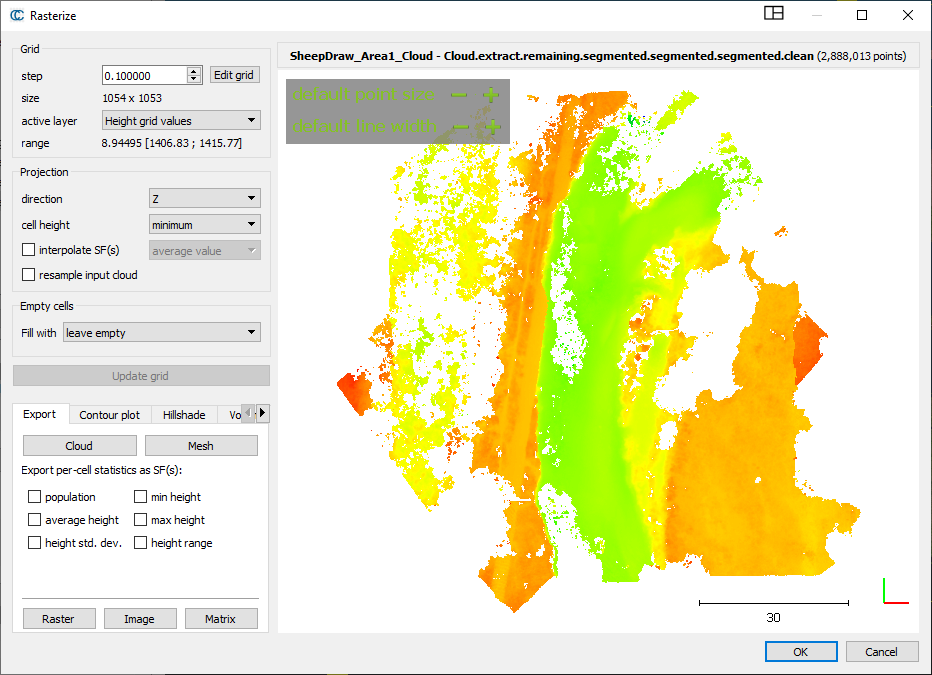 Rasterize
Grid
step 0.100000 Edit grid
size 1054 x 1053
active layer Height grid values
range 8.94495 [1406.83 ; 1415.77]
Projection
direction Z
cell height minimum
interpolate SF(s) average value
resample input cloud
Empty cells
Fill with leave empty
Update grid
Export Contour plot Hillshade Vo
Cloud Mesh
Export per-cell statistics as SF(s):
population min height
average height max height
height std. dev. height range
Raster Image Matrix
SheepDraw_Area1_Cloud - Cloud.extract.remaining.segmented.segmented.segmented.clean (2,888,013 points)
default point size
default line width
30
OK Cancel